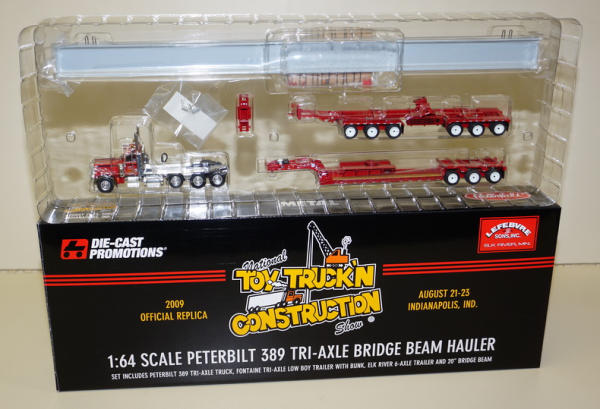 METAL
DIE-CAST
PROMOTIONS®
LEFEBVRE
& SONS, INC.
ELK RIVER, MN.
National
TOY TRUCK'N
CONSTRUCTION
Show®
2009
OFFICIAL REPLICA
AUGUST 21-23
INDIANAPOLIS, IND.
1:64 SCALE PETERBILT 389 TRI-AXLE BRIDGE BEAM HAULER
SET INCLUDES PETERBILT 389 TRI-AXLE TRUCK, FONTAINE TRI-AXLE LOW BOY TRAILER WITH BUNK, ELK RIVER 6-AXLE TRAILER AND 20" BRIDGE BEAM